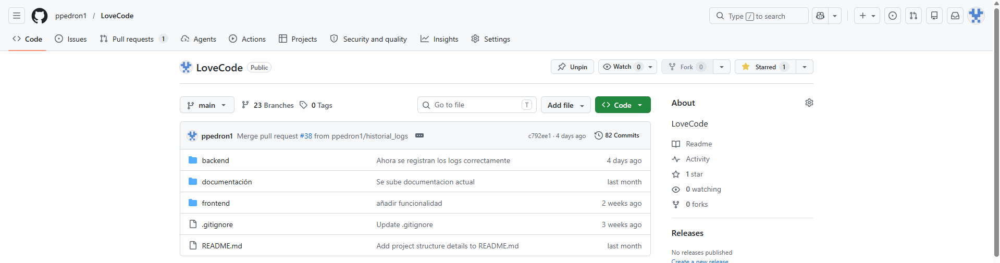 ppedron1 / LoveCode
Type / to search
Code
Issues
Pull requests 1
Agents
Actions
Projects
Security and quality
Insights
Settings
LoveCode Public
Unpin
Watch 0
Fork 0
Starred 1
main
23 Branches
0 Tags
Go to file T
Add file
Code
ppedron1 Merge pull request #38 from ppedron1/historial_logs
c792ee1 · 4 days ago
82 Commits
backend Ahora se registran los logs correctamente 4 days ago
documentación Se sube documentacion actual last month
frontend añadir funcionalidad 2 weeks ago
.gitignore Update .gitignore 3 weeks ago
README.md Add project structure details to README.md last month
About
LoveCode
Readme
Activity
1 star
0 watching
0 forks
Releases
No releases published
Create a new release